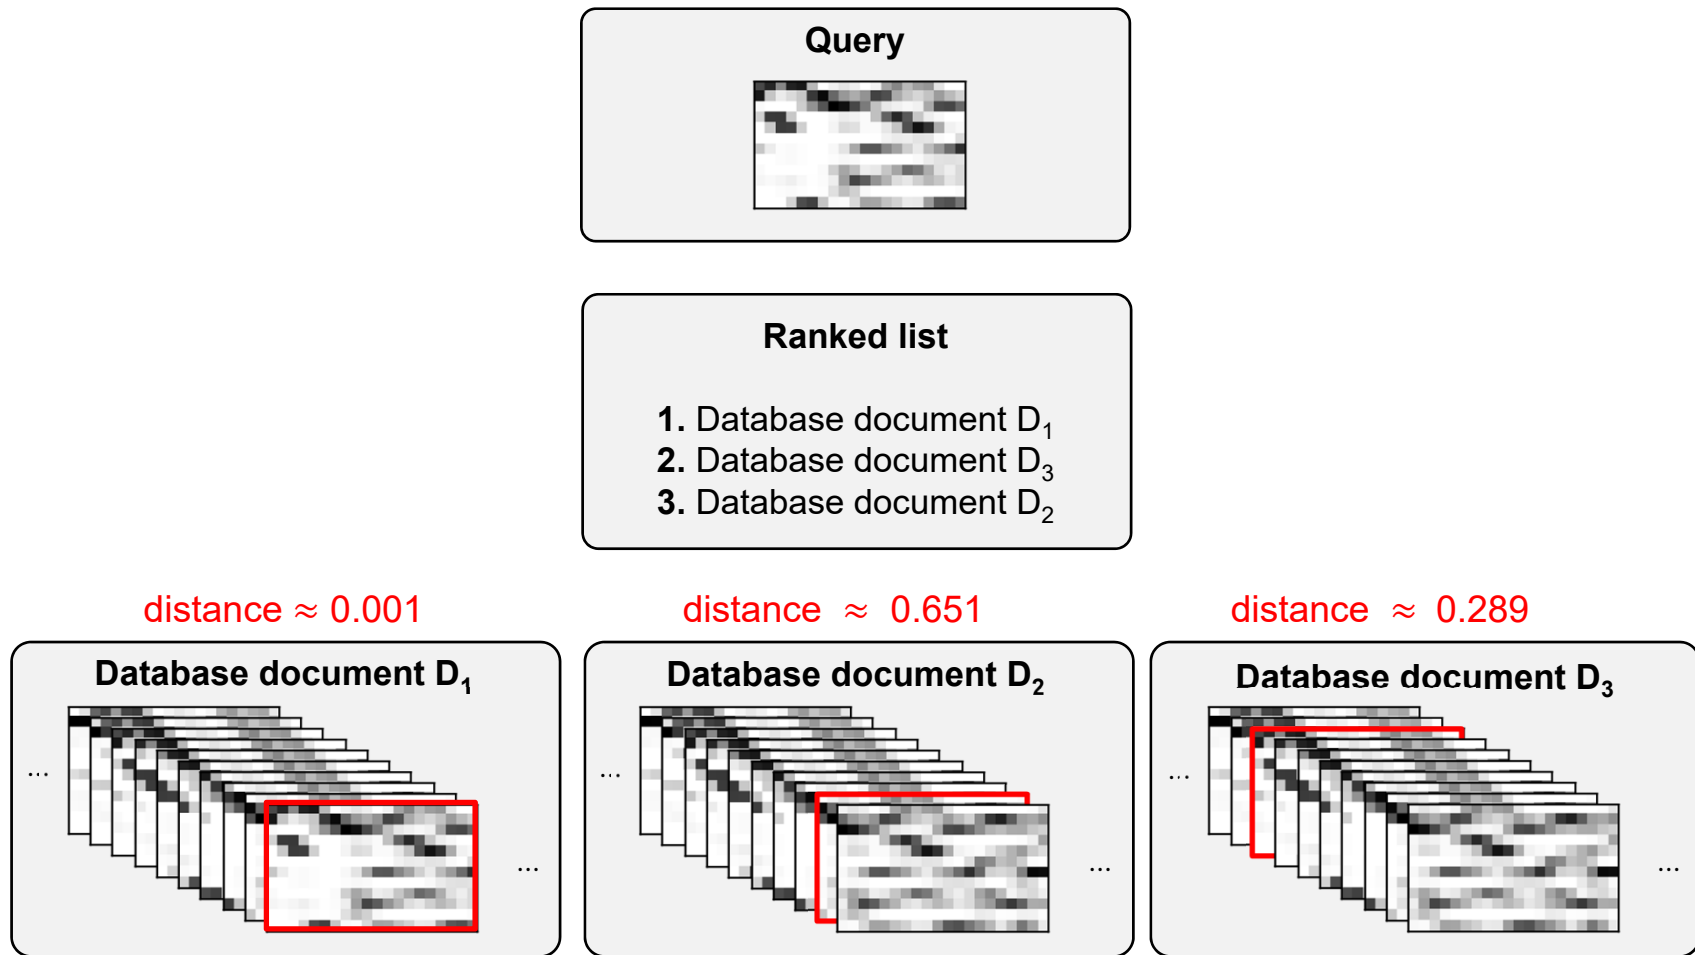 Query
Ranked list
1. Database document D₁
2. Database document D₃
3. Database document D₂
distance ≈ 0.001
distance ≈ 0.651
distance ≈ 0.289
Database document D₁
Database document D₂
Database document D₃
... ...
... ...
... ...